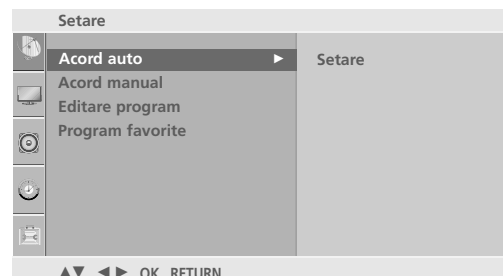 Setare
Acord auto ► Setare
Acord manual
Editare program
Program favorite
▲▼ ◄► OK RETURN